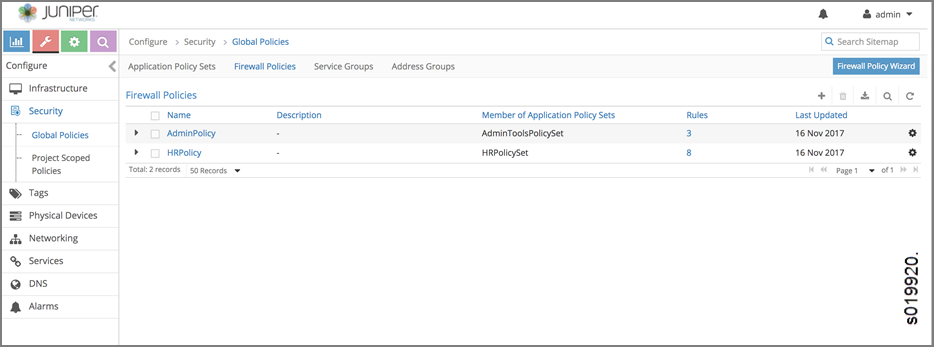 JUNIPER
NETWORKS
admin
Configure > Security > Global Policies
Search Sitemap
Configure
Application Policy Sets Firewall Policies Service Groups Address Groups
Firewall Policy Wizard
Infrastructure
Security
Global Policies
Project Scoped
Policies
Tags
Physical Devices
Networking
Services
DNS
Alarms
Firewall Policies
Name Description Member of Application Policy Sets Rules Last Updated
AdminPolicy - AdminToolsPolicySet 3 16 Nov 2017
HRPolicy - HRPolicySet 8 16 Nov 2017
Total: 2 records 50 Records Page 1 of 1
s019920.